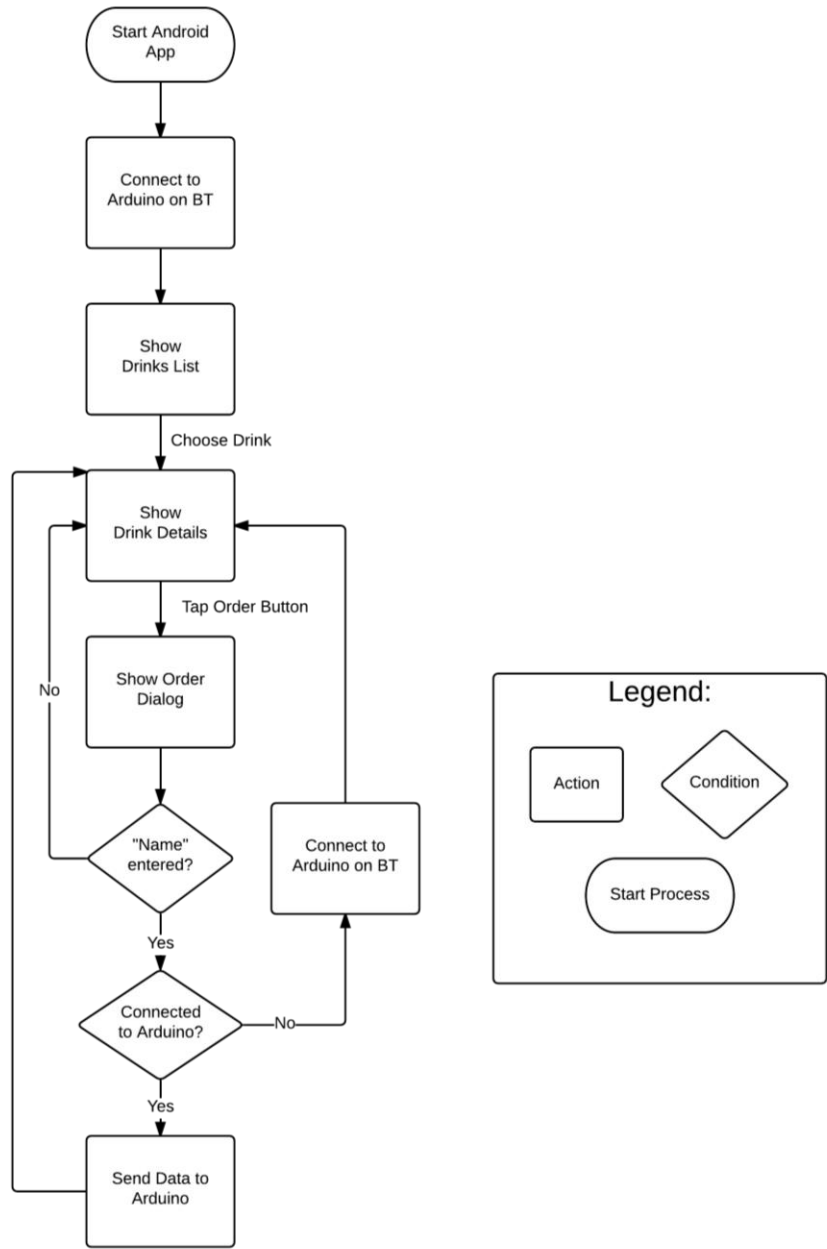 Start Android
App
Connect to
Arduino on BT
Show
Drinks List
Choose Drink
Show
Drink Details
Tap Order Button
No
Show Order
Dialog
"Name"
entered?
Connect to
Arduino on BT
Yes
Connected
to Arduino?
No
Yes
Send Data to
Arduino
Legend:
Action
Condition
Start Process